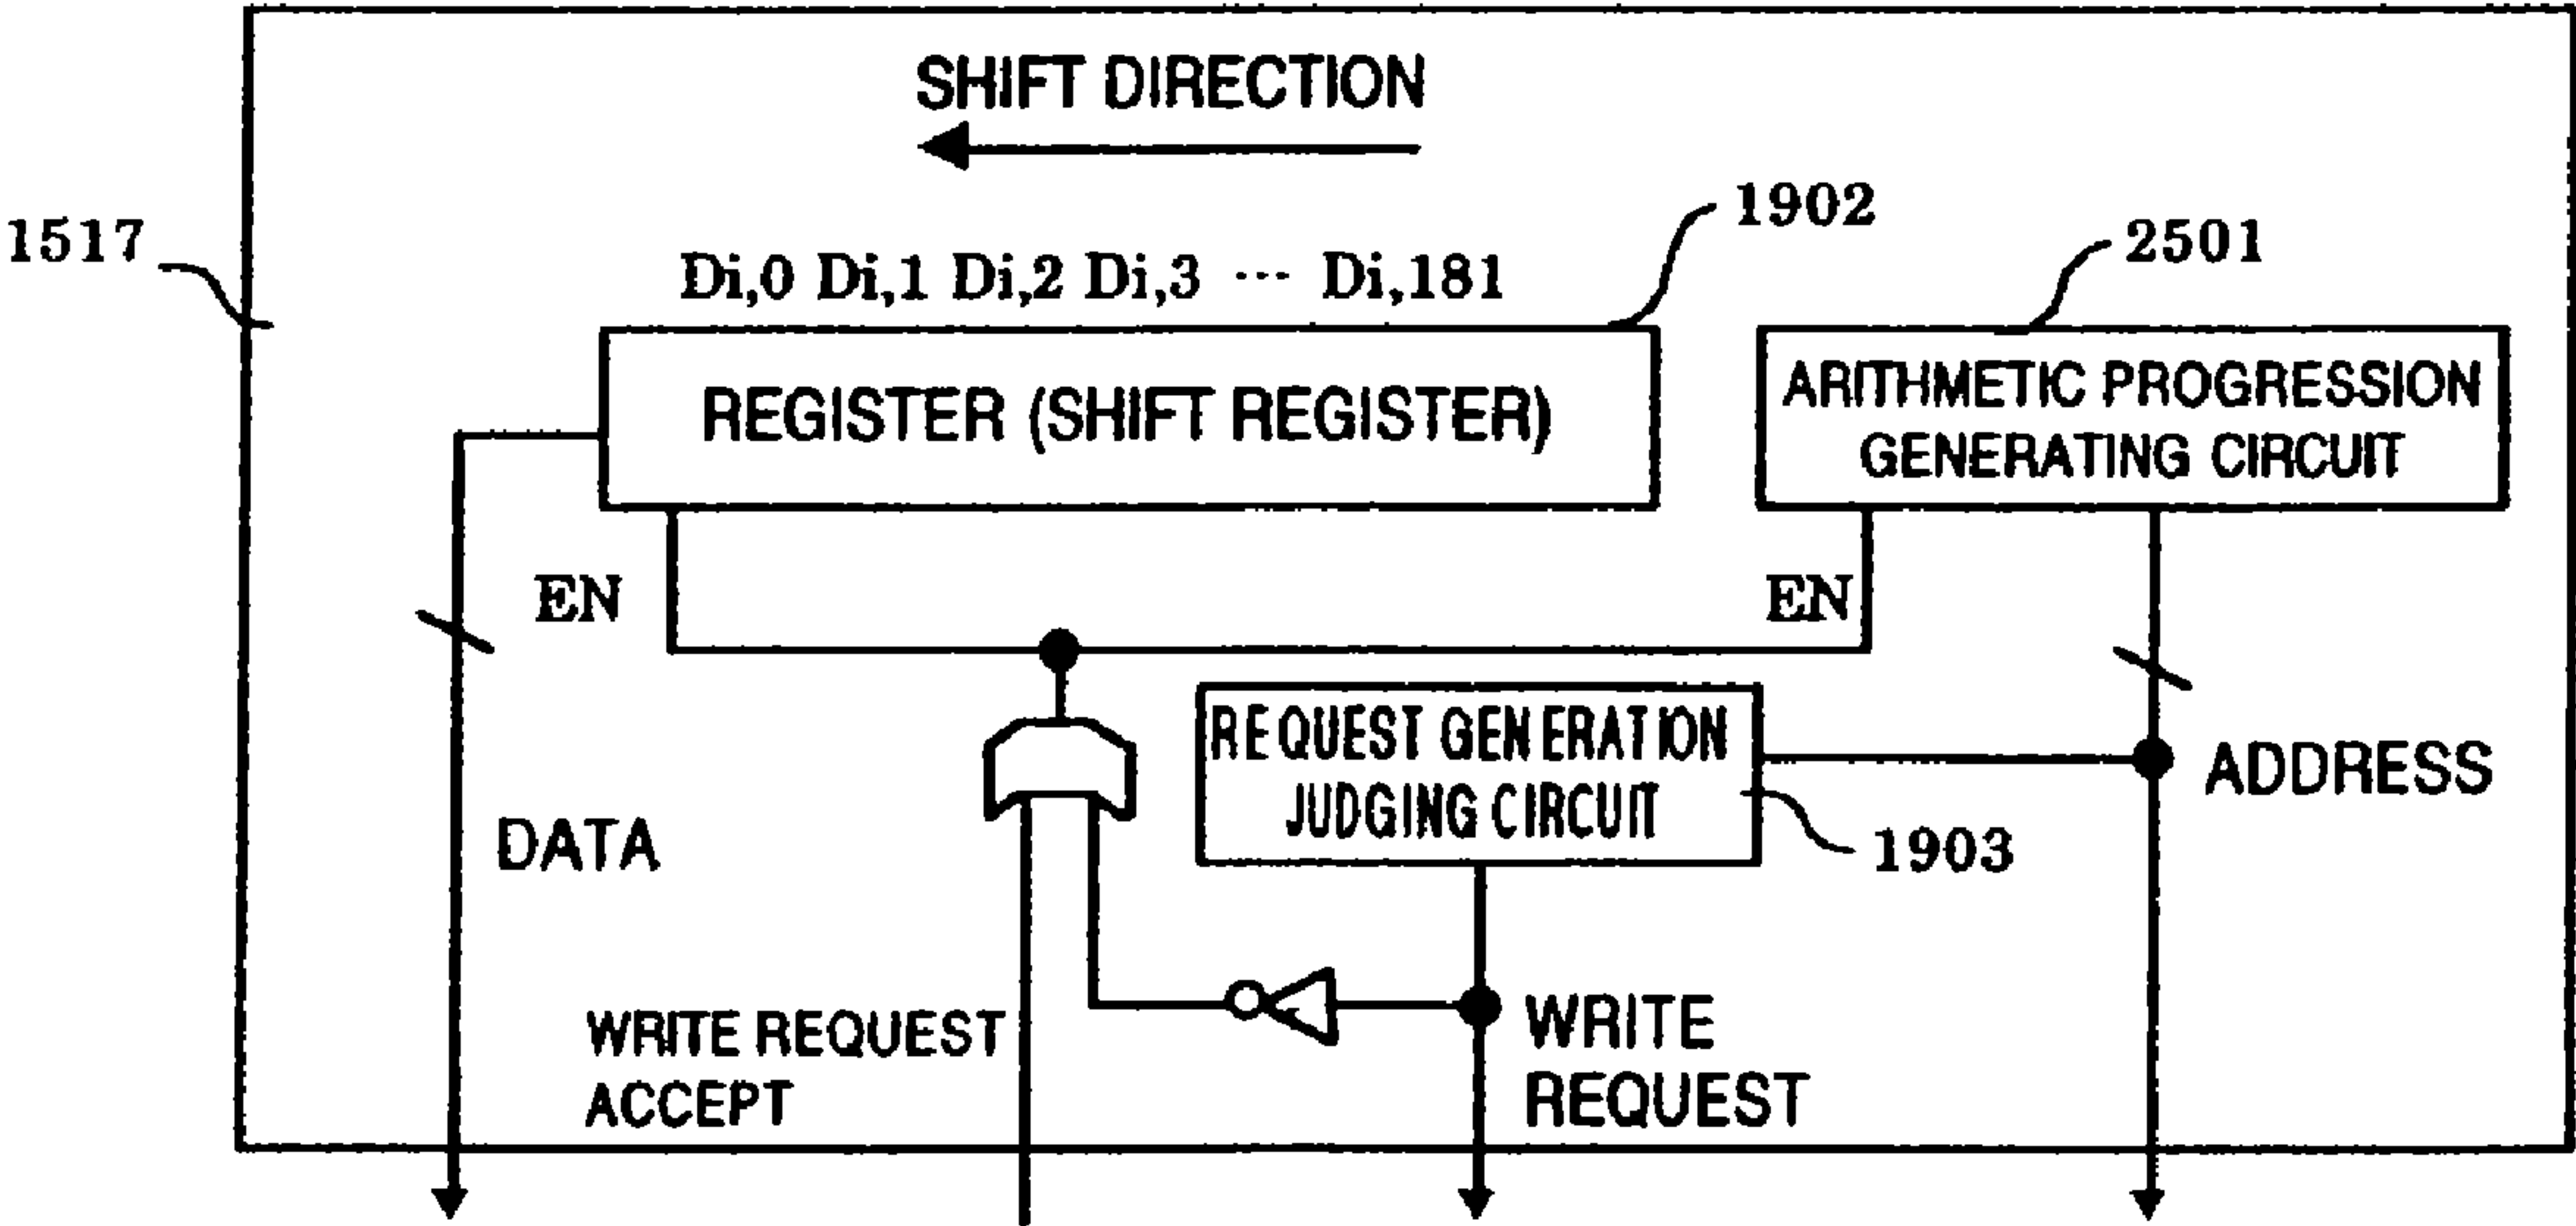 SHIFT DIRECTION
1902
2501
1517
Di,0 Di,1 Di,2 Di,3 ··· Di,181
REGISTER (SHIFT REGISTER)
ARITHMETIC PROGRESSION
GENERATING CIRCUIT
EN
EN
REQUEST GENERATION
JUDGING CIRCUIT
ADDRESS
DATA
1903
WRITE REQUEST
ACCEPT
WRITE
REQUEST